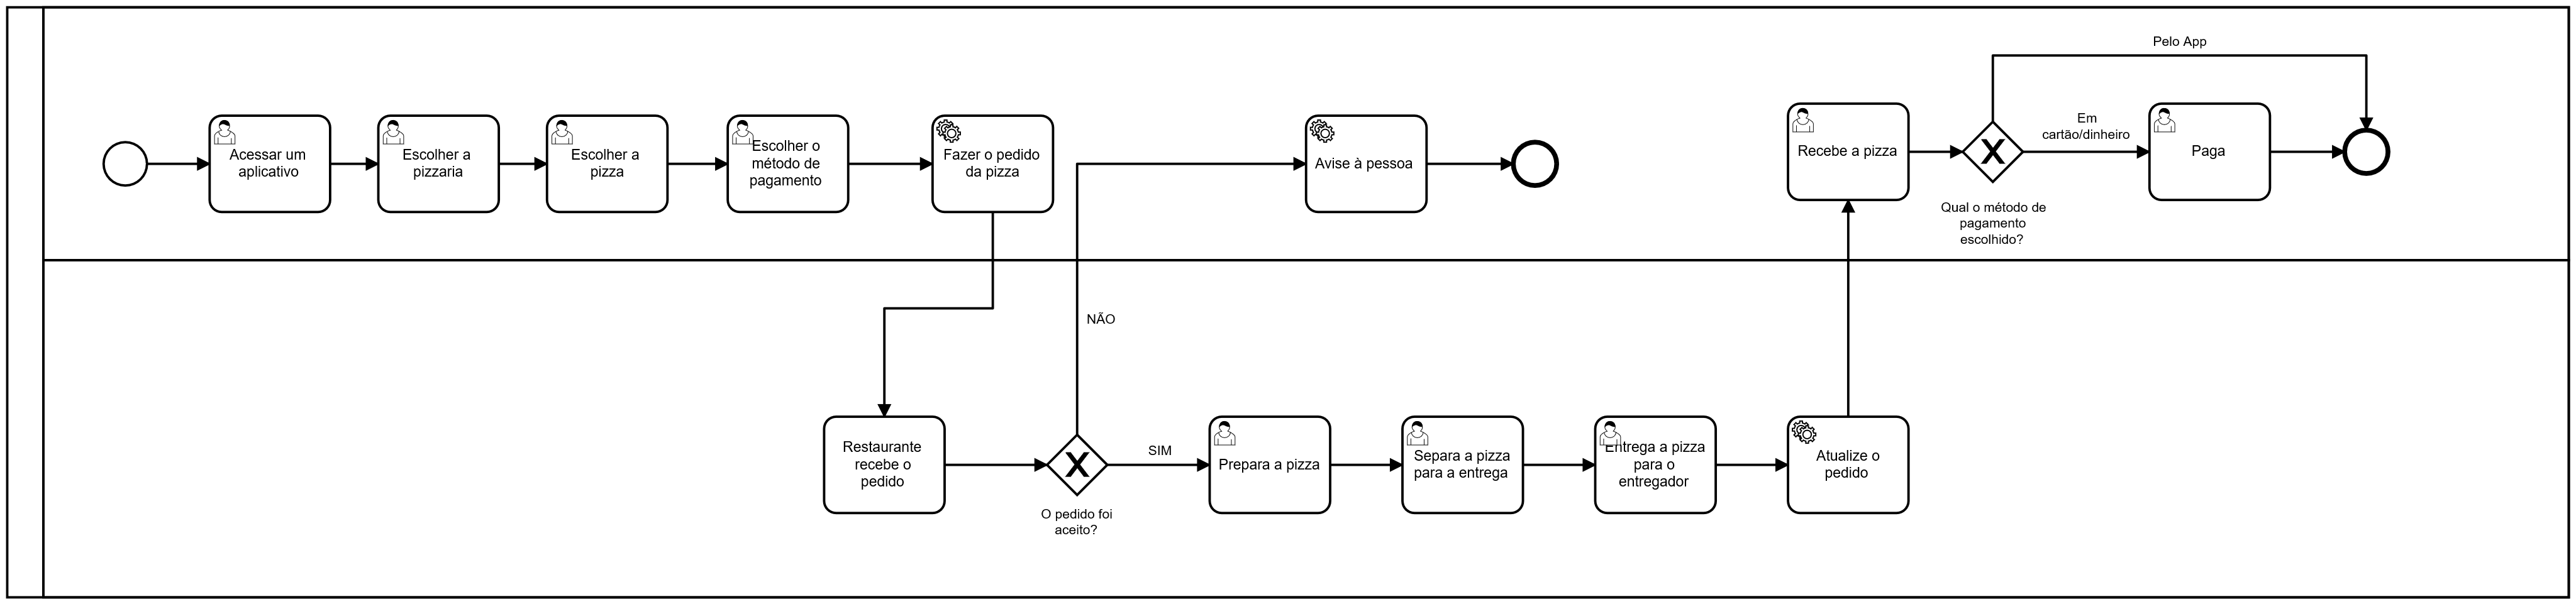 Pelo App
Acessar um
aplicativo
Escolher a
pizzaria
Escolher a
pizza
Escolher o
método de
pagamento
Fazer o pedido
da pizza
Avise à pessoa
Recebe a pizza
Em
cartão/dinheiro
Paga
Qual o método de
pagamento
escolhido?
NÃO
Restaurante
recebe o
pedido
O pedido foi
aceito?
SIM
Prepara a pizza
Separa a pizza
para a entrega
Entrega a pizza
para o
entregador
Atualize o
pedido